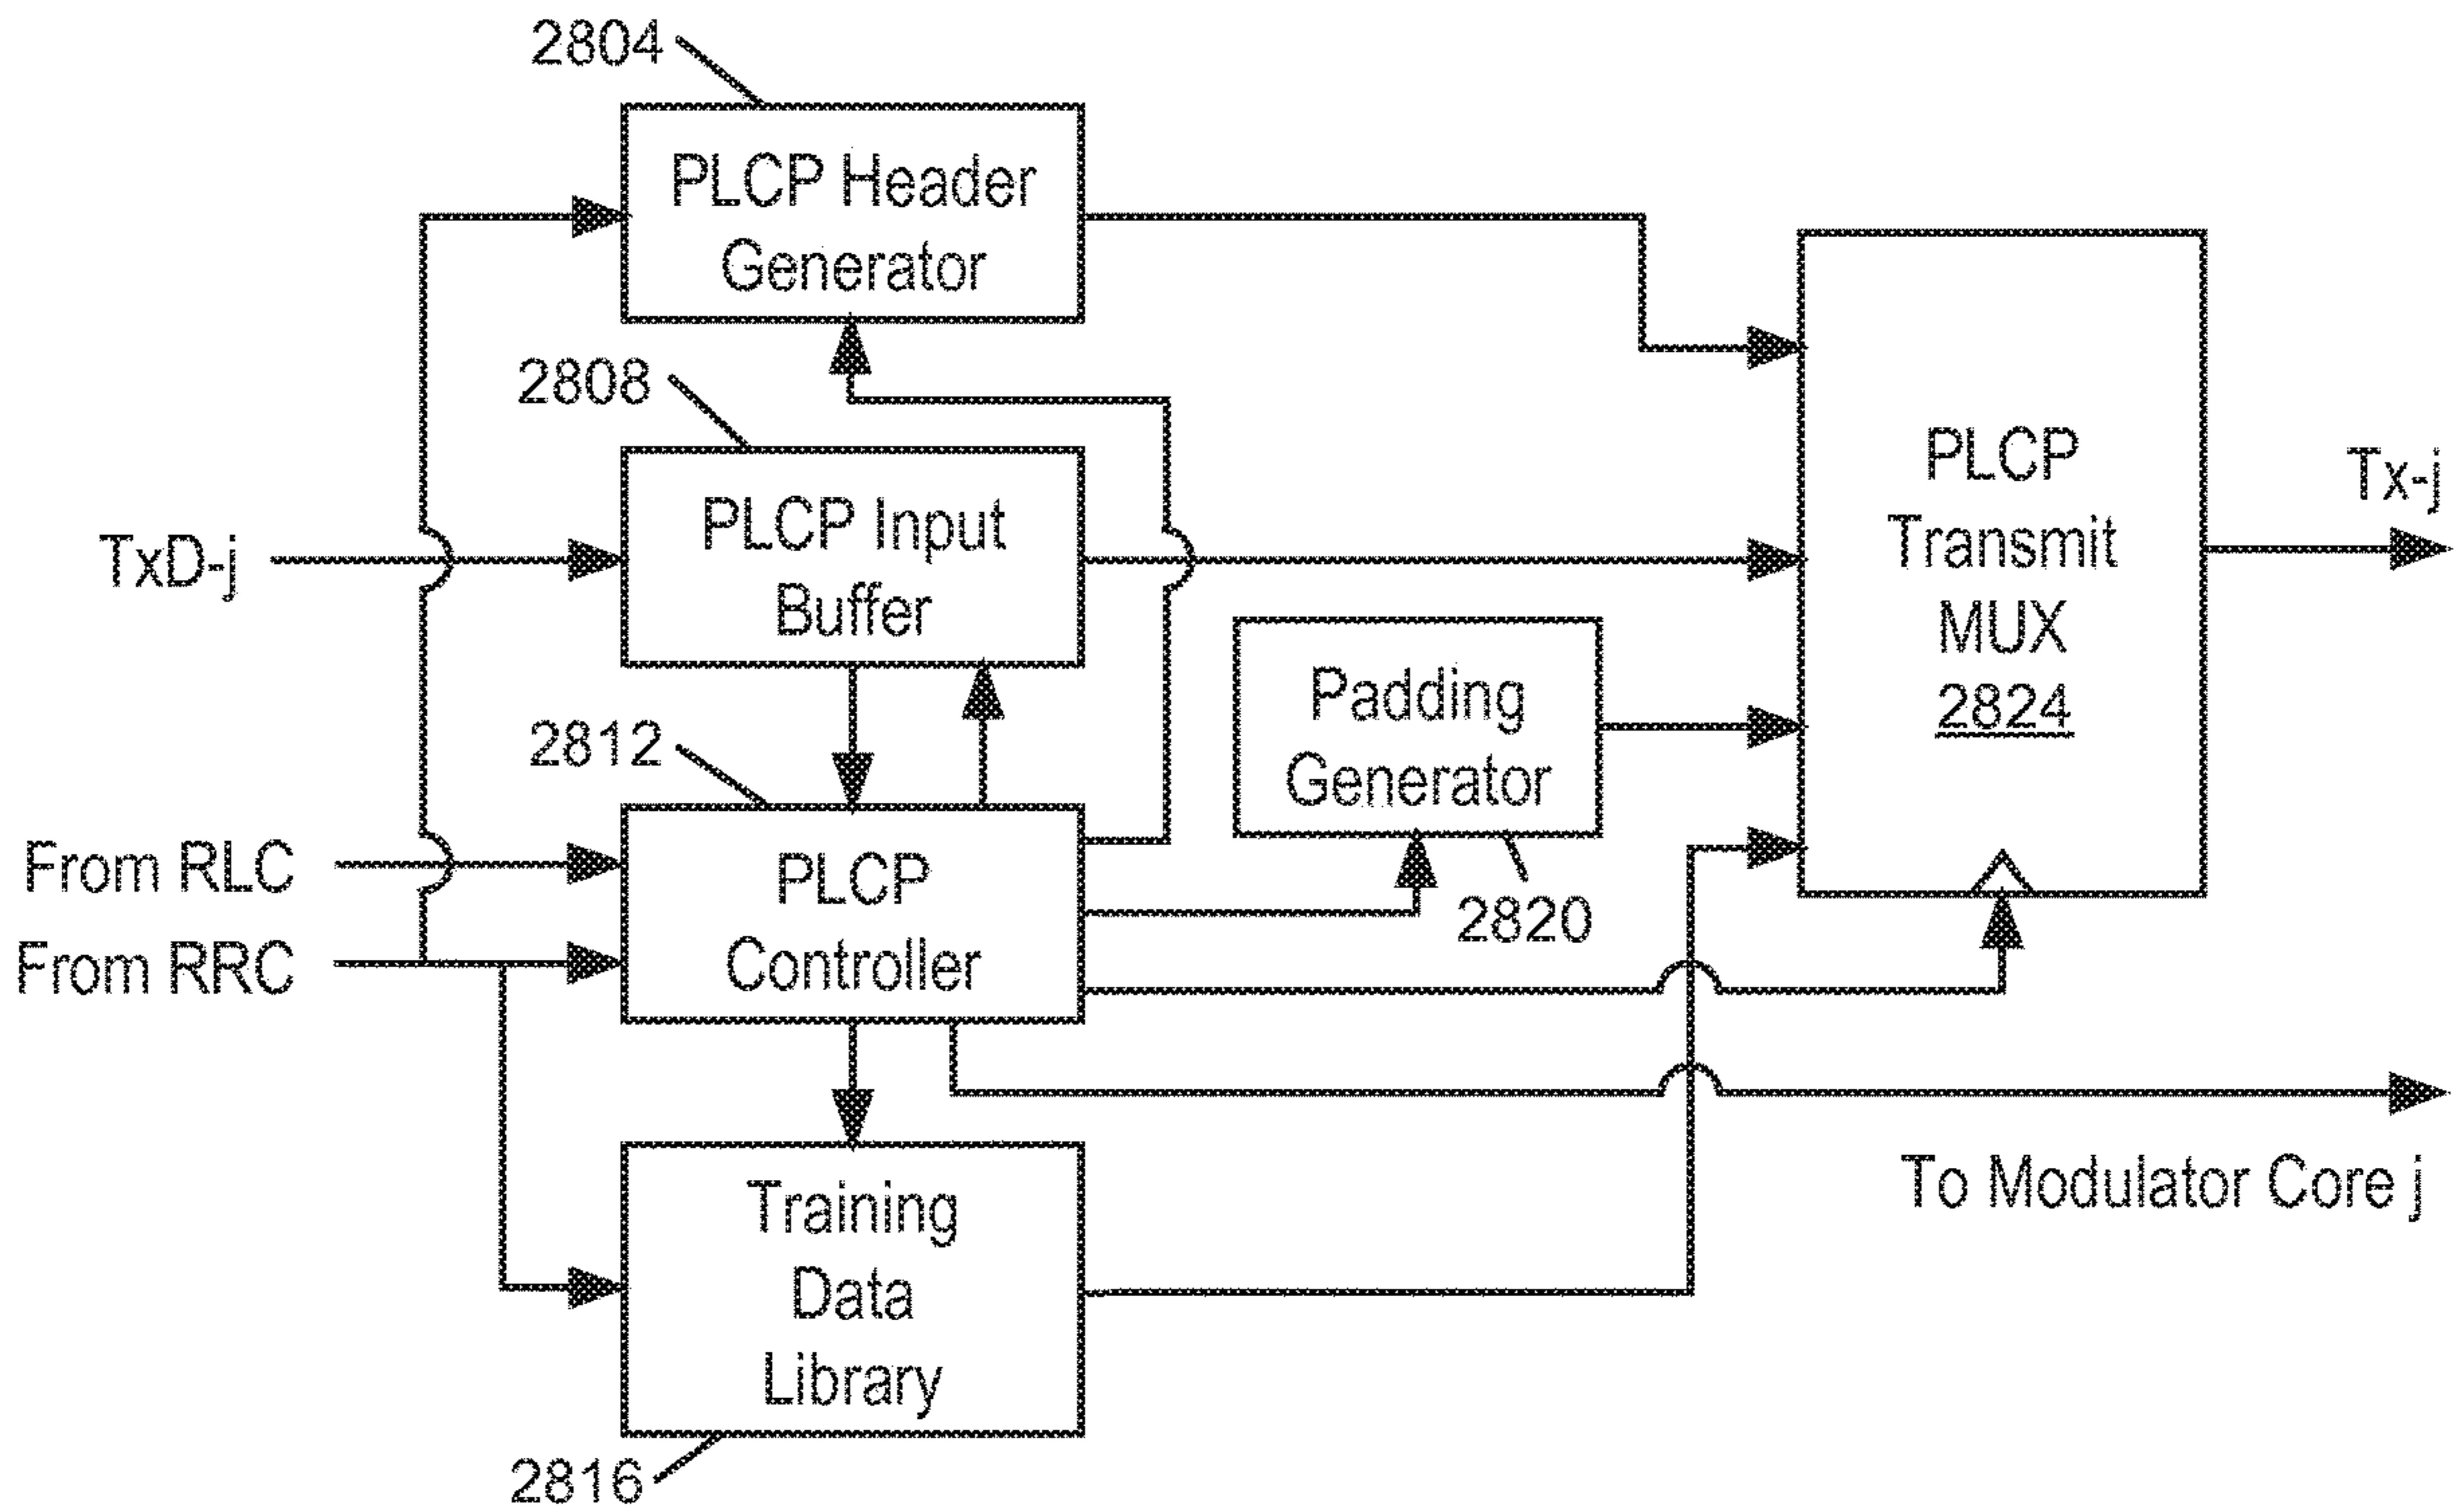 2804
PLCP Header
Generator
2808
PLCP Input
Buffer
TxD-j
2812
PLCP
Controller
From RLC
From RRC
Padding
Generator
2820
PLCP
Transmit
MUX
2824
Tx-j
To Modulator Core j
Training
Data
Library
2816